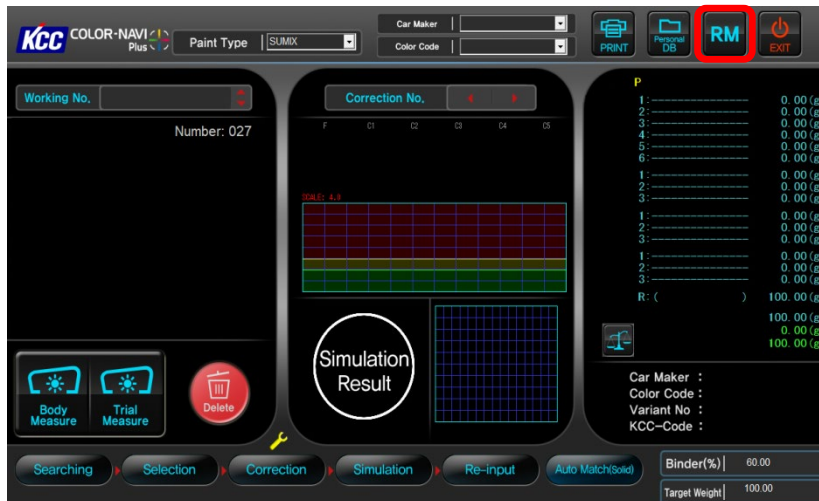 KCC COLOR·NAVI Plus
Paint Type SUMIX
Car Maker
Color Code
PRINT
Personal DB
RM
EXIT
Working No.
Number: 027
Correction No.
F C1 C2 C3 C4 C5
SCALE: 4.0
Simulation
Result
Body
Measure
Trial
Measure
Delete
P
1: 0.00(g
2: 0.00(g
3: 0.00(g
4: 0.00(g
5: 0.00(g
6: 0.00(g
1: 0.00(g
2: 0.00(g
3: 0.00(g
1: 0.00(g
2: 0.00(g
3: 0.00(g
1: 0.00(g
2: 0.00(g
3: 0.00(g
R:( ) 100.00(g
100.00(g
0.00(g
100.00(g
Car Maker :
Color Code :
Variant No :
KCC-Code :
Searching
Selection
Correction
Simulation
Re-input
Auto Match(Solid)
Binder(%) 60.00
Target Weight 100.00